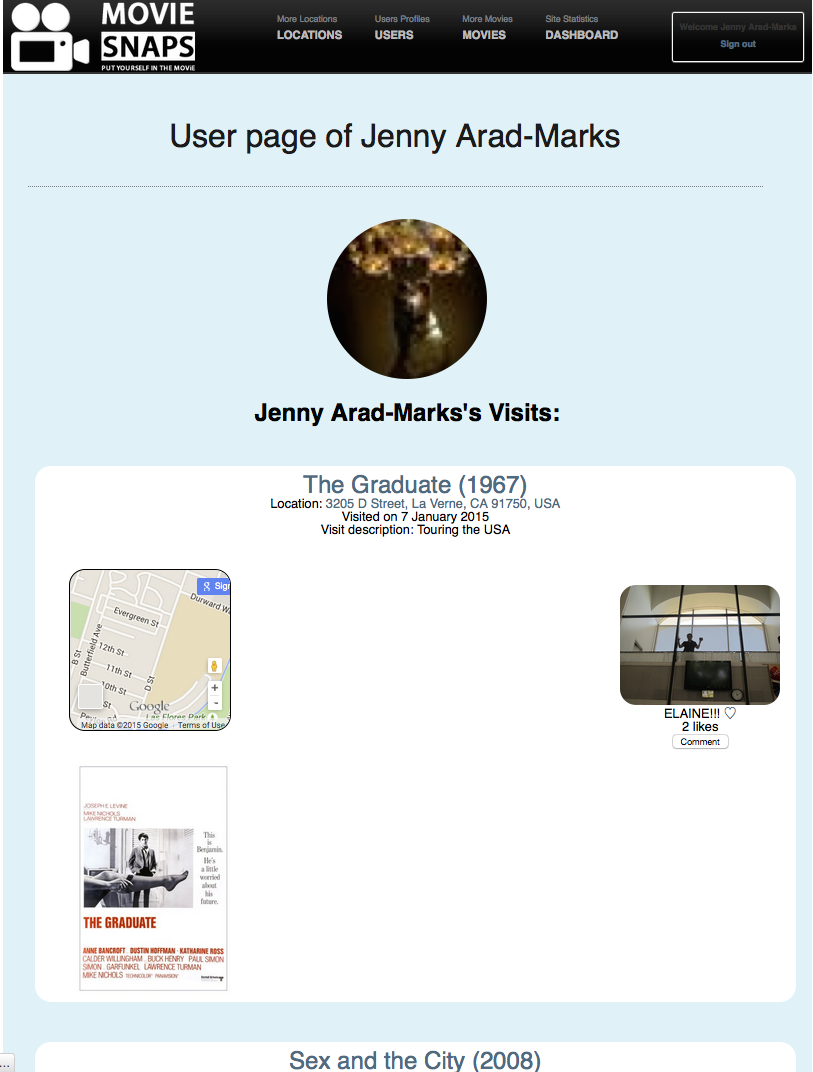 MOVIE
SNAPS
PUT YOURSELF IN THE MOVIE
More Locations
LOCATIONS
Users Profiles
USERS
More Movies
MOVIES
Site Statistics
DASHBOARD
Welcome Jenny Arad-Marks
Sign out
User page of Jenny Arad-Marks
Jenny Arad-Marks's Visits:
The Graduate (1967)
Location: 3205 D Street, La Verne, CA 91750, USA
Visited on 7 January 2015
Visit description: Touring the USA
Sign
Durward W
Evergreen St
Butterfield Ave
B St
12th St
11th St
10th St
D St
St
+
-
Google
Las Flores Park
Map data ©2015 Google
Terms of Use
ELAINE!!! ♡
2 likes
Comment
JOSEPH E. LEVINE
MIKE NICHOLS
LAWRENCE TURMAN
This
is
Benjamin.
He's
a little
worried
about
his
future.
THE GRADUATE
ANNE BANCROFT DUSTIN HOFFMAN · KATHARINE ROSS
CALDER WILLINGHAM BUCK HENRY PAUL SIMON
SIMON GARFUNKEL LAWRENCE TURMAN
MIKE NICHOLS TECHNICOLOR® PANAVISION®
Sex and the City (2008)
...